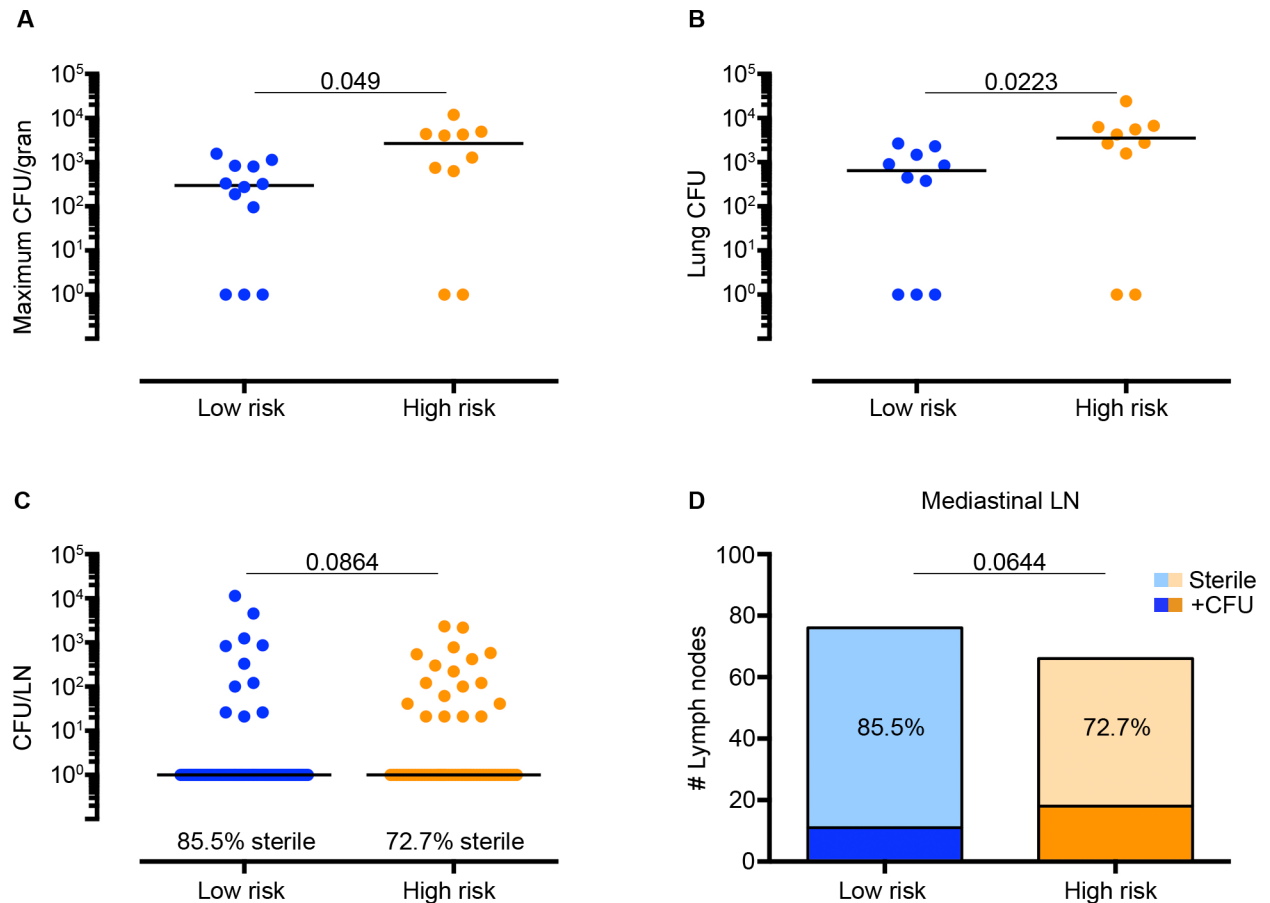 A
Maximum CFU/gran
10⁵
10⁴
10³
10²
10¹
10⁰
0.049
Low risk
High risk
B
Lung CFU
10⁵
10⁴
10³
10²
10¹
10⁰
0.0223
Low risk
High risk
C
CFU/LN
10⁵
10⁴
10³
10²
10¹
10⁰
0.0864
85.5% sterile
72.7% sterile
Low risk
High risk
D
Mediastinal LN
# Lymph nodes
100
80
60
40
20
0
0.0644
Sterile
+CFU
85.5%
72.7%
Low risk
High risk